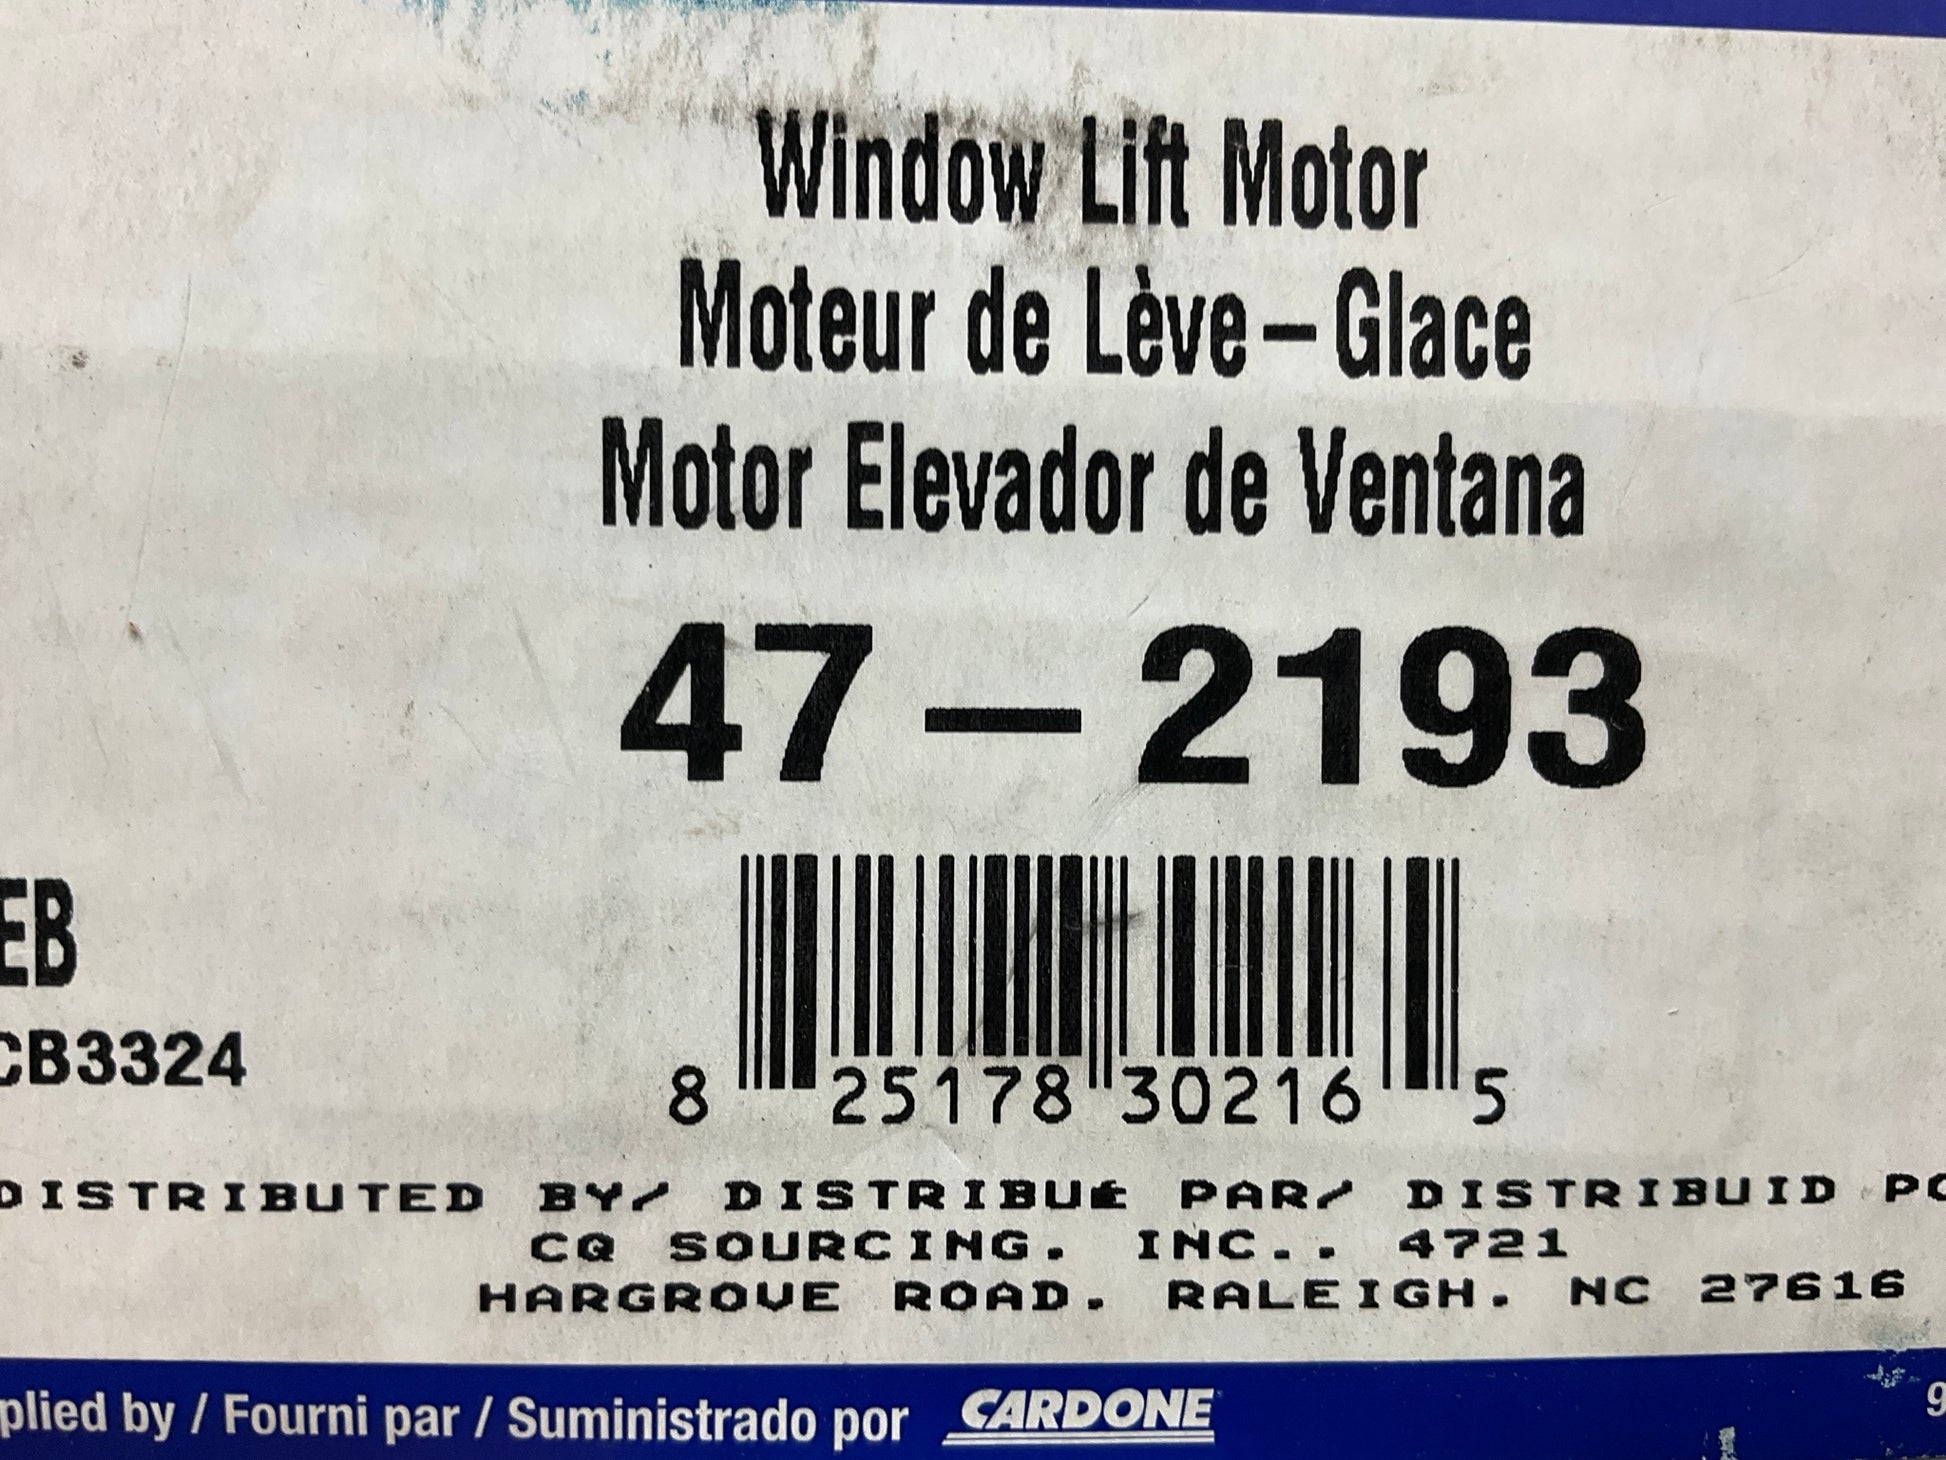 Window Lift Motor
Moteur de Lève-Glace
Motor Elevador de Ventana
47-2193
EB
CB3324
8 25178 30216 5
DISTRIBUTED BY/ DISTRIBUÉ PAR/ DISTRIBUID PO
CQ SOURCING. INC.. 4721
HARGROVE ROAD. RALEIGH. NC 27616
plied by / Fourni par / Suministrado por CARDONE
9